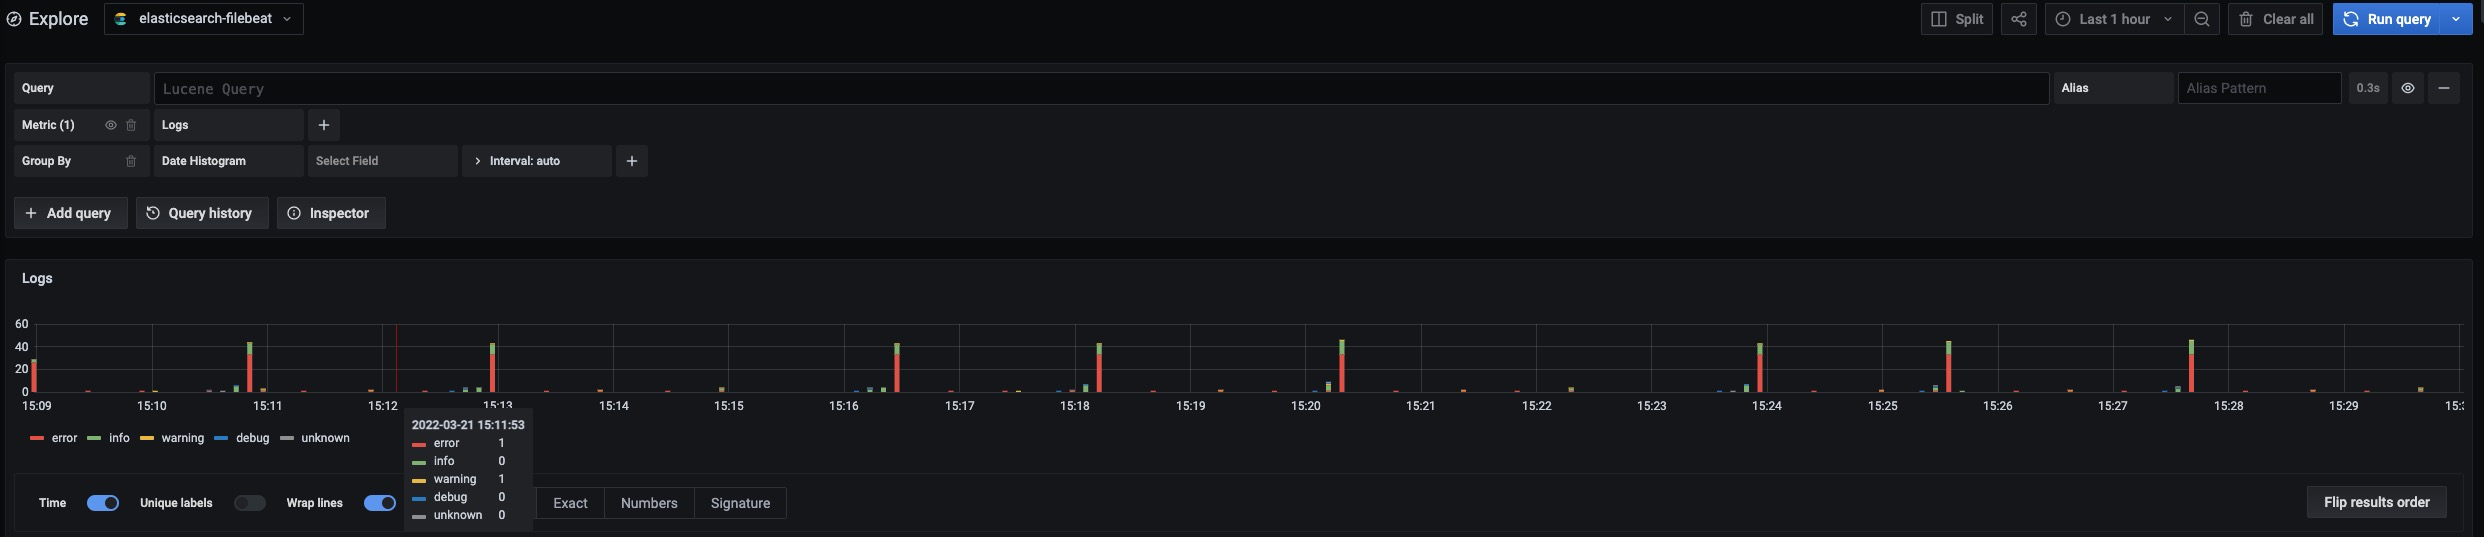 Explore elasticsearch-filebeat Split Last 1 hour Clear all Run query
Query Lucene Query Alias Alias Pattern 0.3s
Metric (1) Logs +
Group By Date Histogram Select Field > Interval: auto +
+ Add query Query history Inspector
Logs
60
40
20
0
15:09 15:10 15:11 15:12 15:13 15:14 15:15 15:16 15:17 15:18 15:19 15:20 15:21 15:22 15:23 15:24 15:25 15:26 15:27 15:28 15:29 15:3
error info warning debug unknown
2022-03-21 15:11:53
error 1
info 0
warning 1
debug 0
unknown 0
Time Unique labels Wrap lines Exact Numbers Signature Flip results order